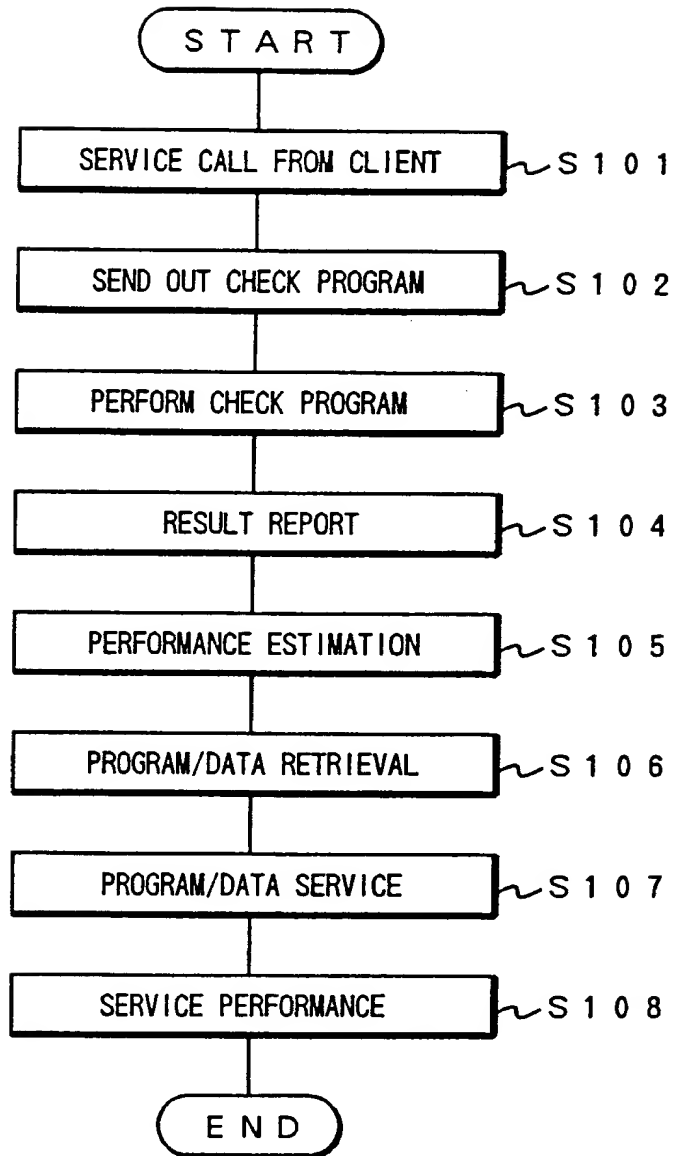 START
SERVICE CALL FROM CLIENT S101
SEND OUT CHECK PROGRAM S102
PERFORM CHECK PROGRAM S103
RESULT REPORT S104
PERFORMANCE ESTIMATION S105
PROGRAM/DATA RETRIEVAL S106
PROGRAM/DATA SERVICE S107
SERVICE PERFORMANCE S108
END